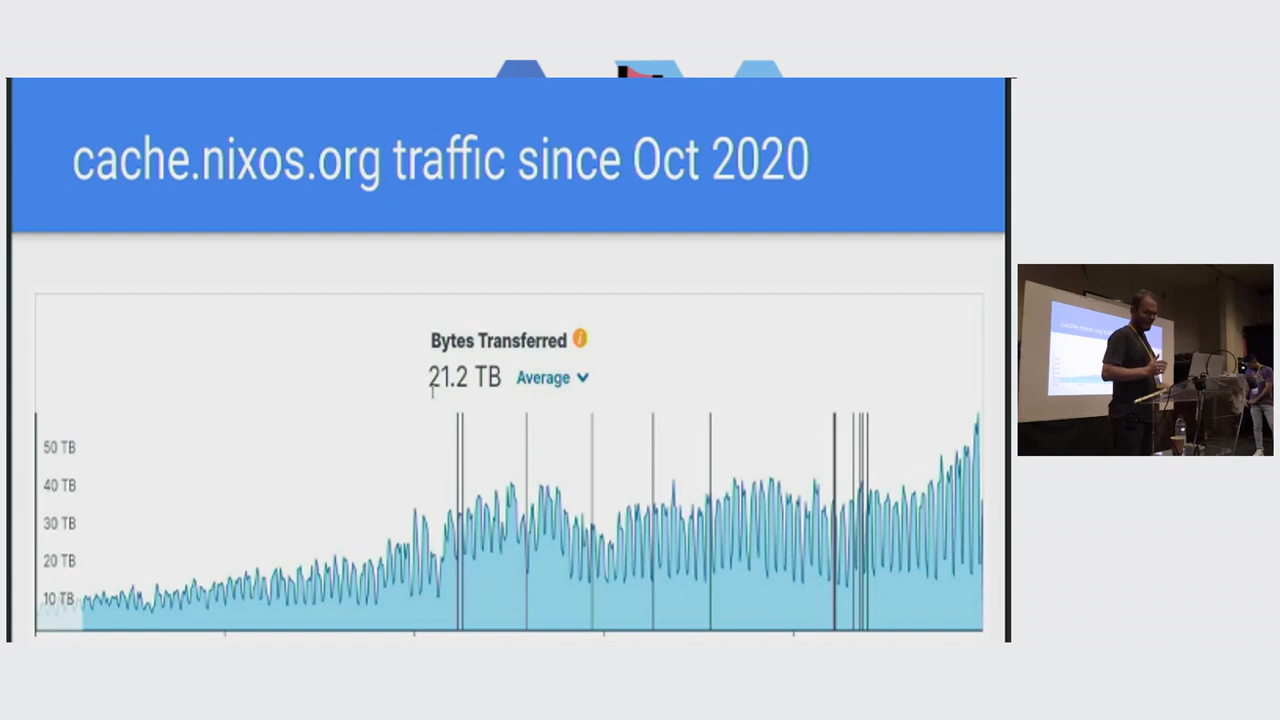 cache.nixos.org traffic since Oct 2020
Bytes Transferred
21.2 TB Average
50 TB
40 TB
30 TB
20 TB
10 TB